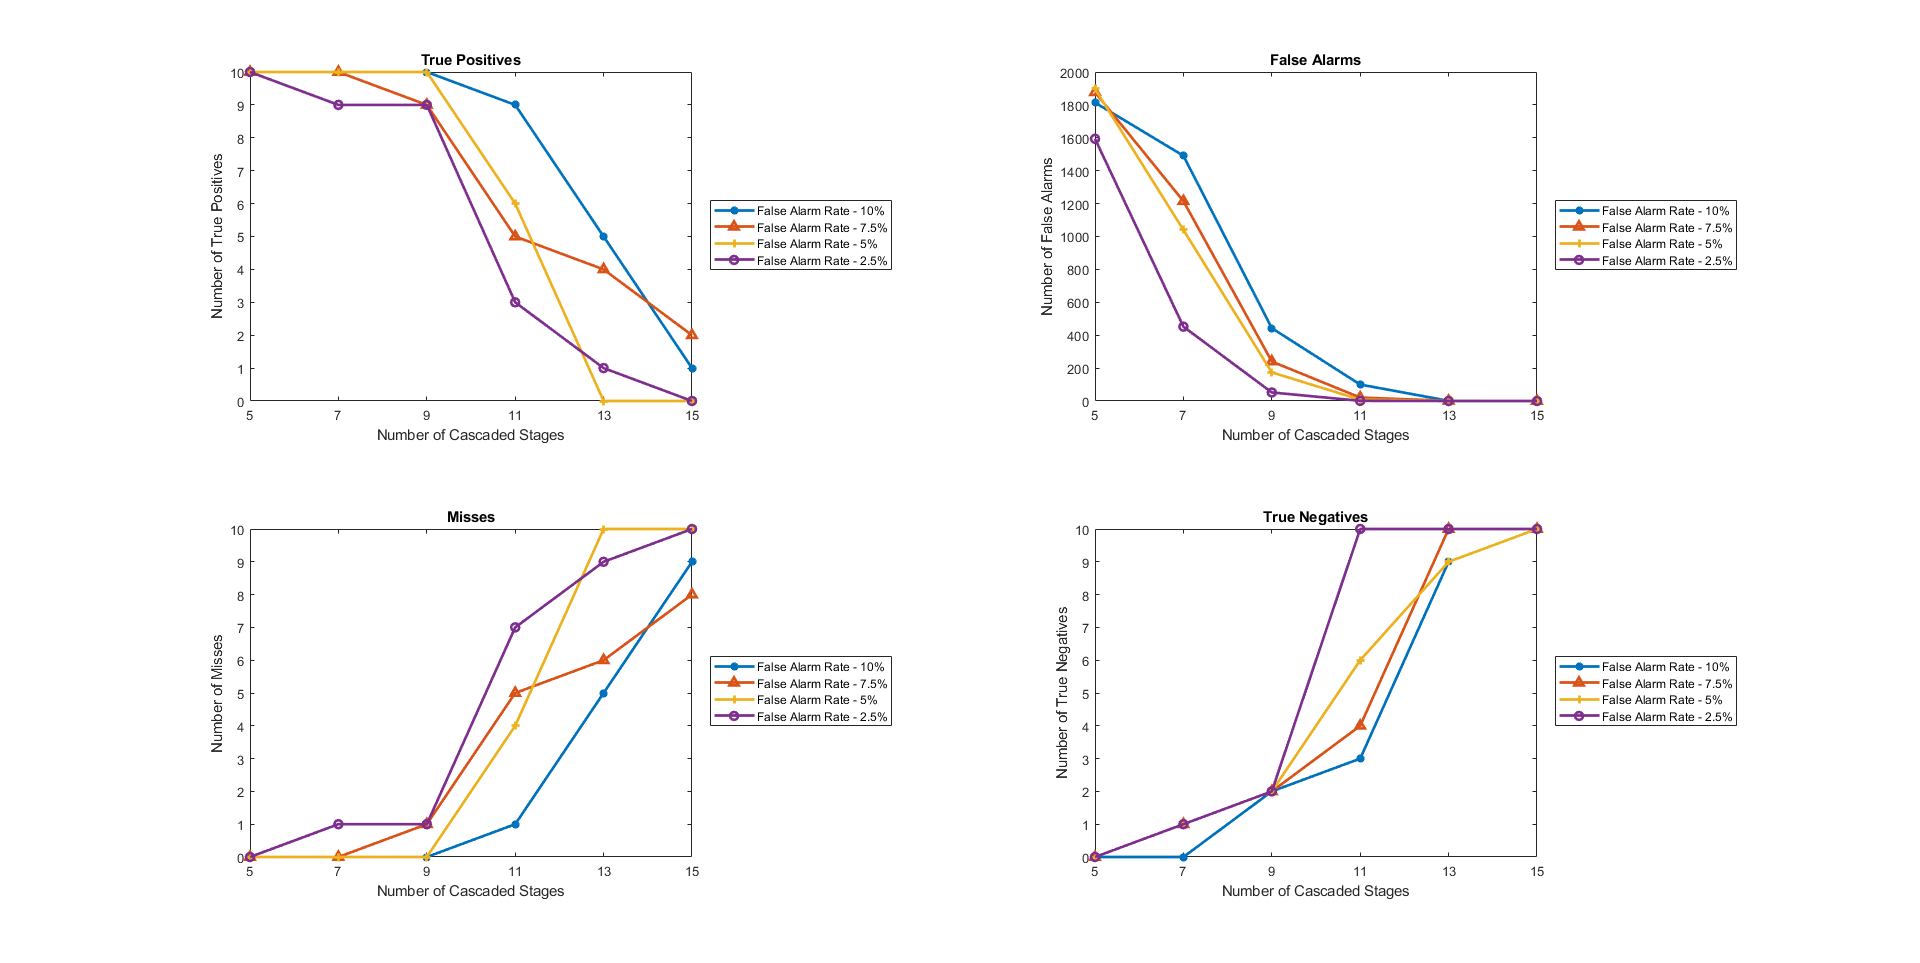 True Positives
Number of True Positives
10
9
8
7
6
5
4
3
2
1
0
5 7 9 11 13 15
Number of Cascaded Stages
False Alarm Rate - 10%
False Alarm Rate - 7.5%
False Alarm Rate - 5%
False Alarm Rate - 2.5%
False Alarms
Number of False Alarms
2000
1800
1600
1400
1200
1000
800
600
400
200
0
5 7 9 11 13 15
Number of Cascaded Stages
False Alarm Rate - 10%
False Alarm Rate - 7.5%
False Alarm Rate - 5%
False Alarm Rate - 2.5%
Misses
Number of Misses
10
9
8
7
6
5
4
3
2
1
0
5 7 9 11 13 15
Number of Cascaded Stages
False Alarm Rate - 10%
False Alarm Rate - 7.5%
False Alarm Rate - 5%
False Alarm Rate - 2.5%
True Negatives
Number of True Negatives
10
9
8
7
6
5
4
3
2
1
0
5 7 9 11 13 15
Number of Cascaded Stages
False Alarm Rate - 10%
False Alarm Rate - 7.5%
False Alarm Rate - 5%
False Alarm Rate - 2.5%